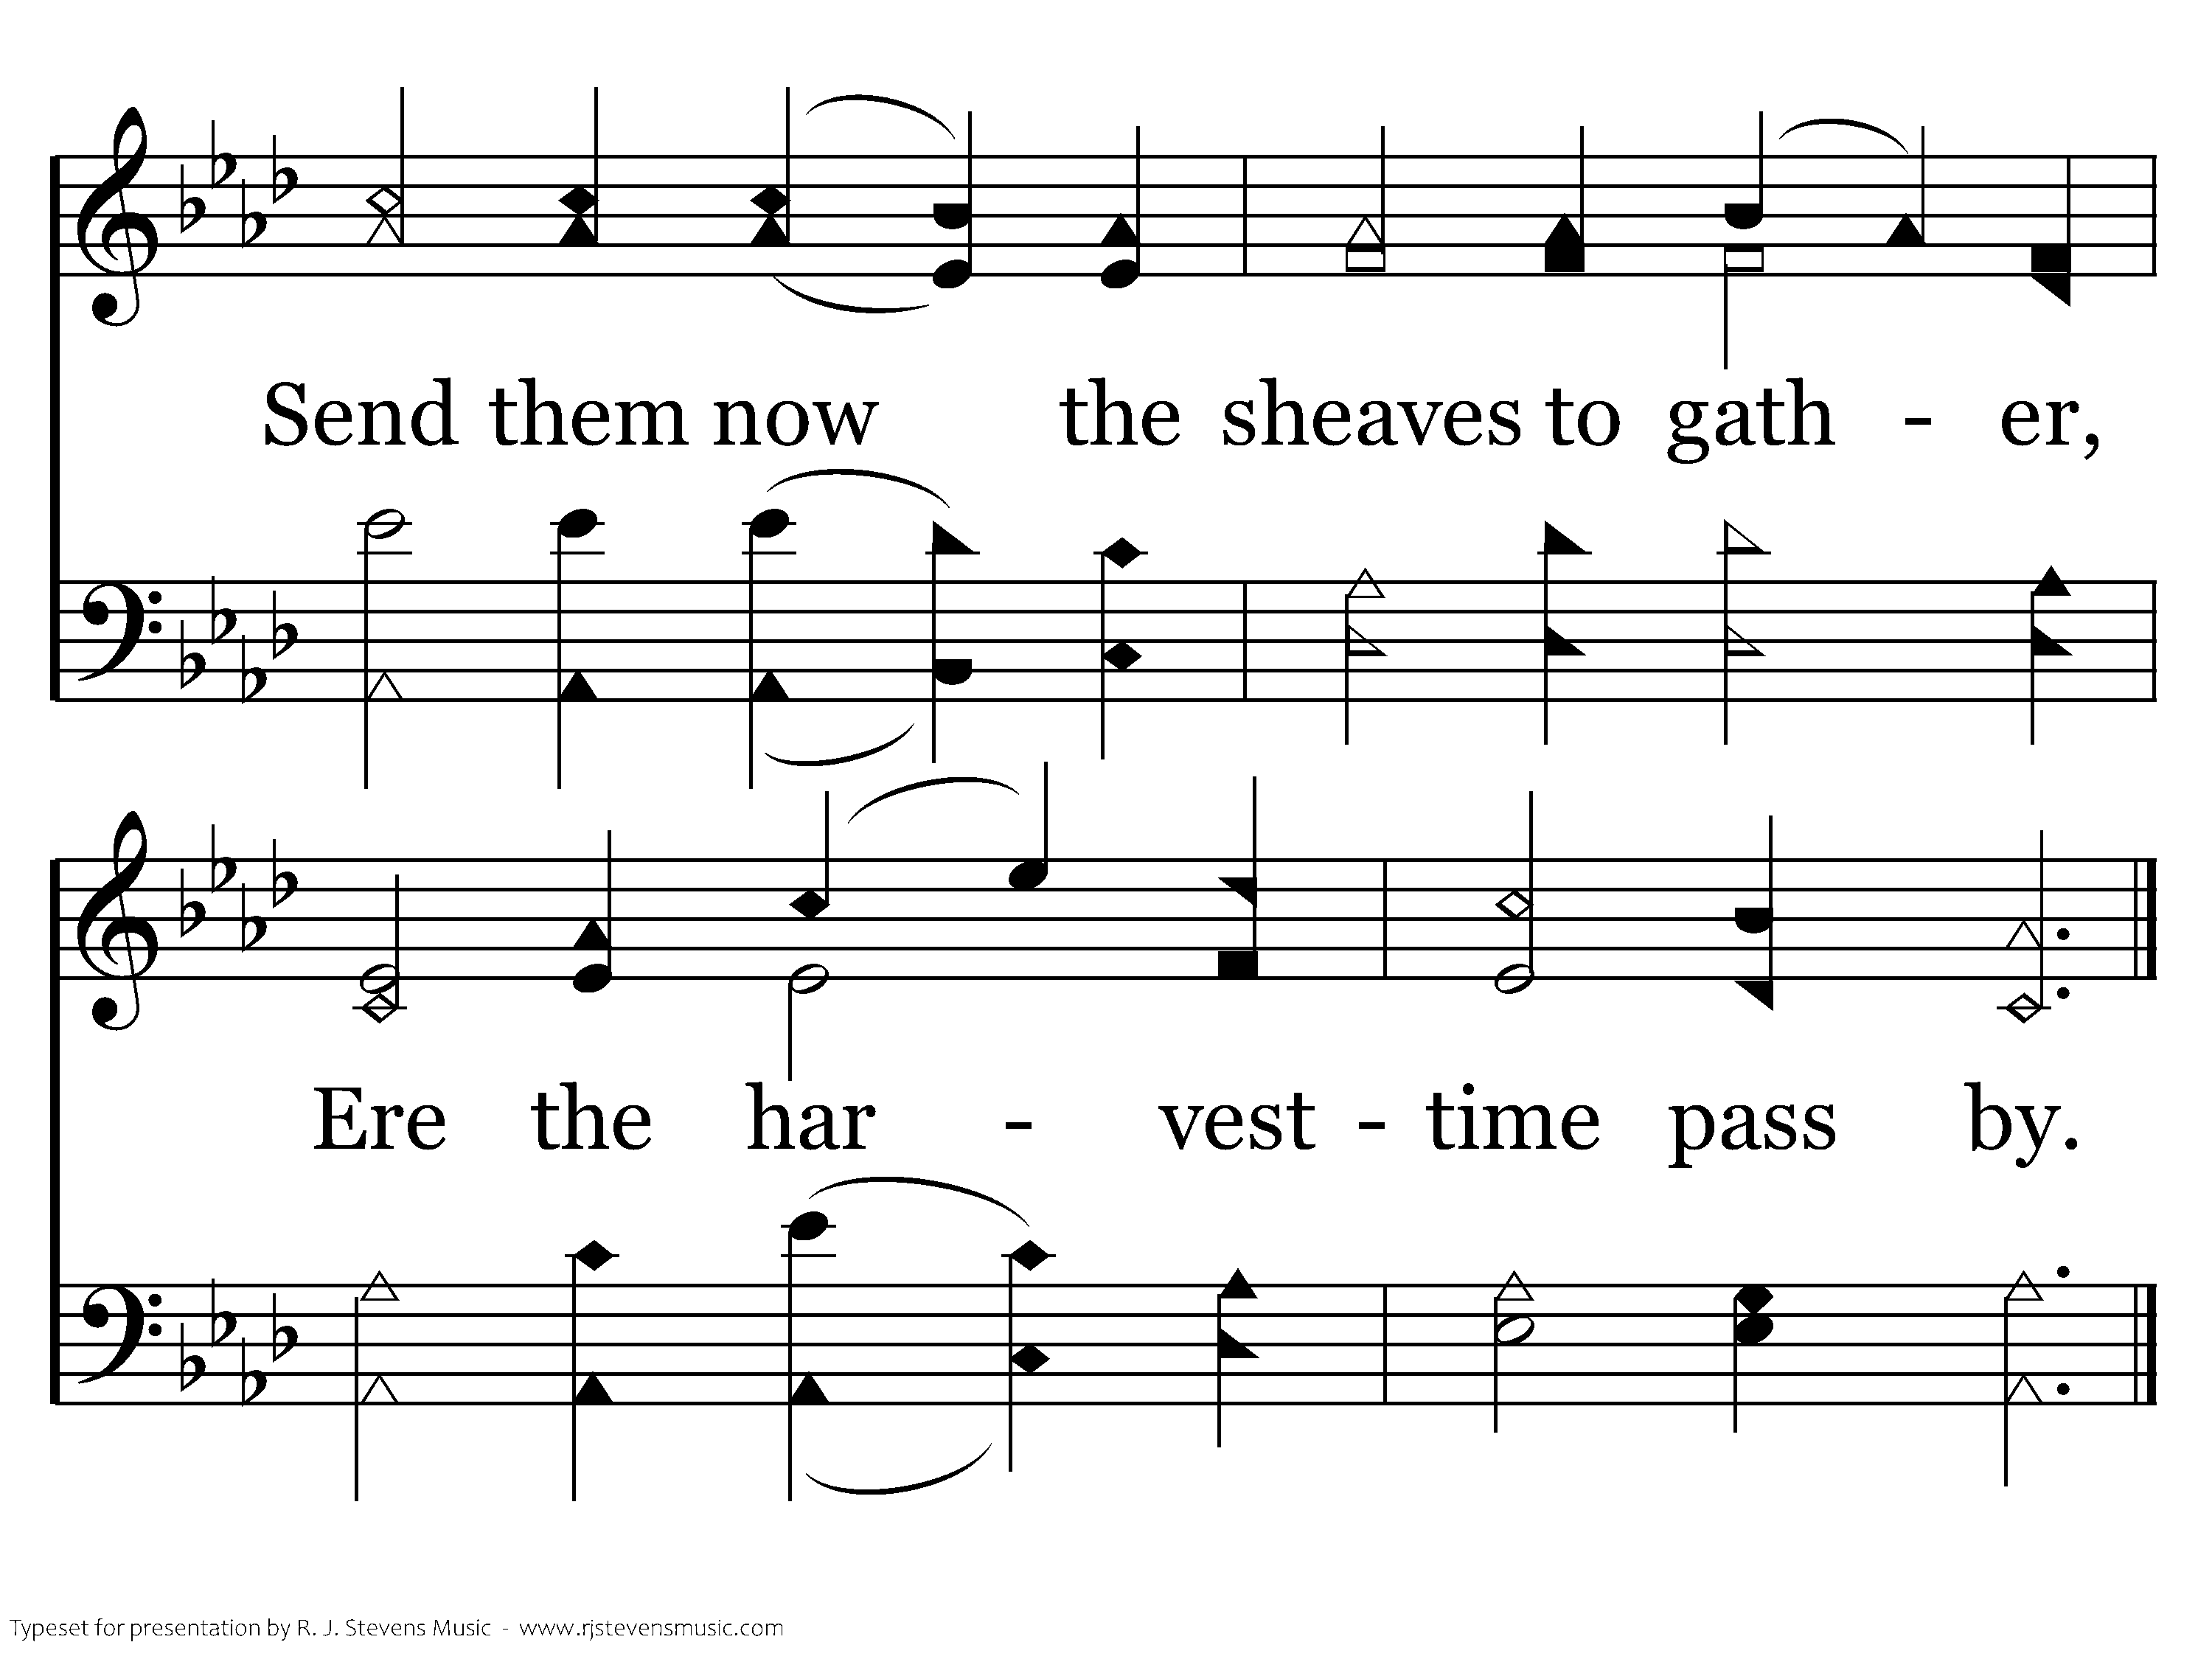 Send them now the sheaves to gath - er,
Ere the har - vest - time pass by.
Typeset for presentation by R. J. Stevens Music - www.rjstevensmusic.com